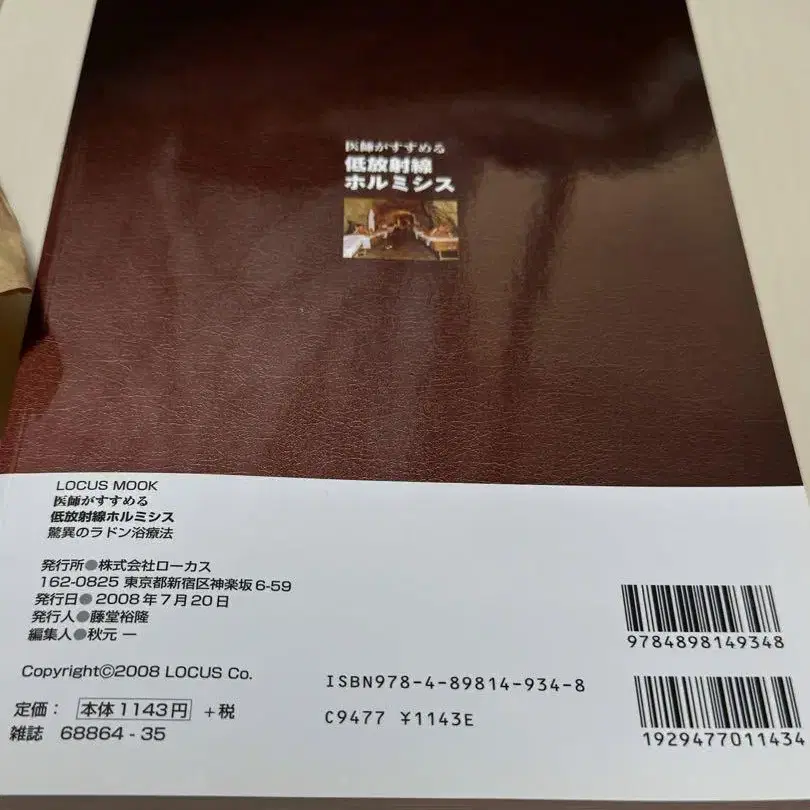 医師がすすめる
低放射線
ホルミシス
LOCUS MOOK
医師がすすめる
低放射線ホルミシス
驚異のラドン浴療法
発行所●株式会社ローカス
162-0825 東京都新宿区神楽坂6-59
発行日●2008年7月20日
発行人●藤堂裕隆
編集人●秋元 一
Copyright©2008 LOCUS Co.
定価： 本体1143円 +税
雑誌 68864-35
ISBN978-4-89814-934-8
C9477 ¥1143E
9784898149348
1929477011434